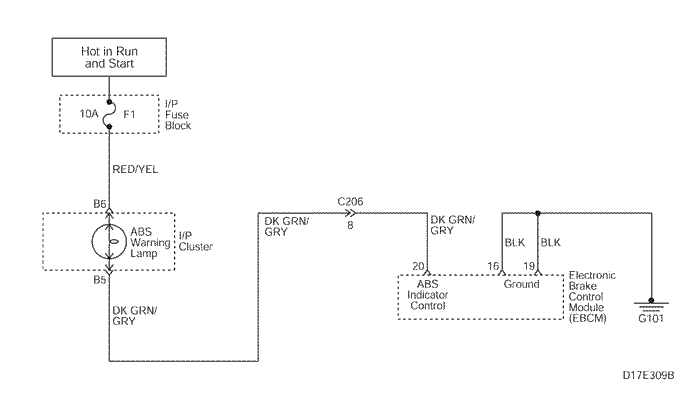 Hot in Run
and Start
10A
F1
I/P
Fuse
Block
RED/YEL
B6
ABS
Warning
Lamp
I/P
Cluster
B5
DK GRN/
GRY
DK GRN/
GRY
C206
8
DK GRN/
GRY
BLK
BLK
20
16
19
ABS
Indicator
Control
Ground
Electronic
Brake
Control
Module
(EBCM)
G101
D17E309B